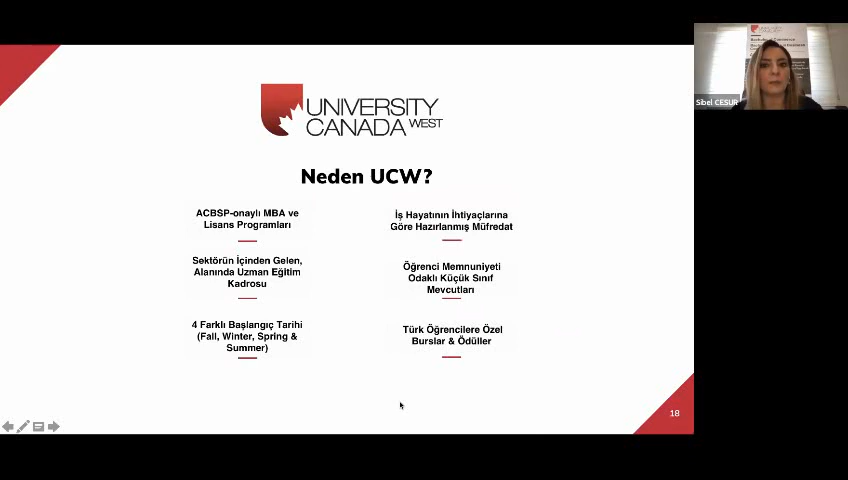 UNIVERSITY
CANADA WEST
Neden UCW?
ACBSP-onaylı MBA ve
Lisans Programları
Sektörün İçinden Gelen,
Alanında Uzman Eğitim
Kadrosu
4 Farklı Başlangıç Tarihi
(Fall, Winter, Spring &
Summer)
İş Hayatının İhtiyaçlarına
Göre Hazırlanmış Müfredat
Öğrenci Memnuniyeti
Odaklı Küçük Sınıf
Mevcutları
Türk Öğrencilere Özel
Burslar & Ödüller
18
Sibel CESUR